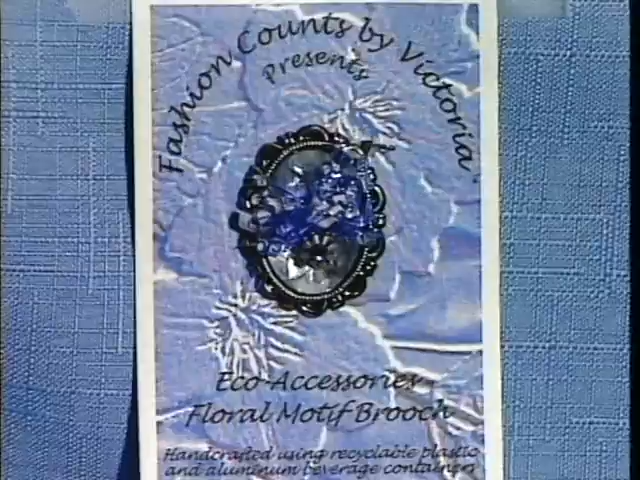 Fashion Counts by Victoria
Presents
Eco-Accessories
Floral Motif Brooch
Handcrafted using recyclable plastic
and aluminum beverage containers